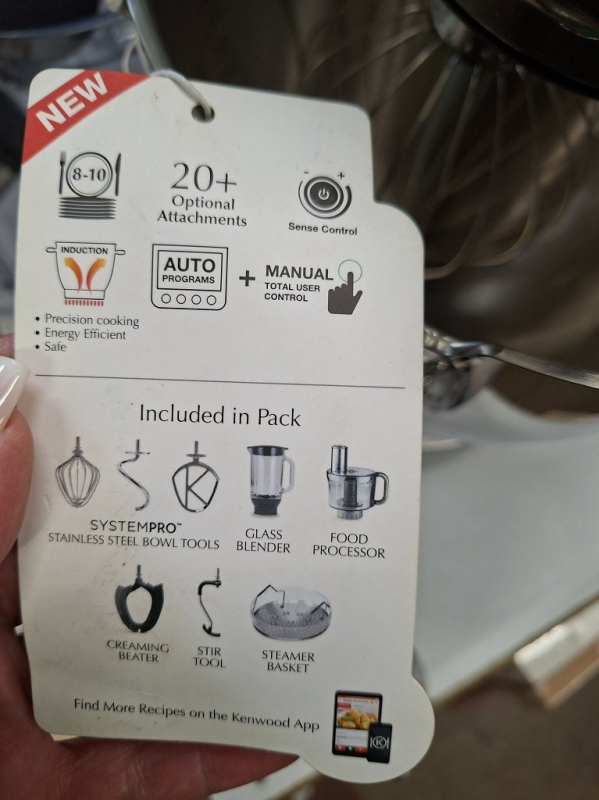 NEW
8-10
20+
Optional
Attachments
- +
Sense Control
INDUCTION
AUTO
PROGRAMS
+
MANUAL
TOTAL USER
CONTROL
• Precision cooking
• Energy Efficient
• Safe
Included in Pack
K
SYSTEMPRO™
STAINLESS STEEL BOWL TOOLS
GLASS
BLENDER
FOOD
PROCESSOR
CREAMING
BEATER
STIR
TOOL
STEAMER
BASKET
Find More Recipes on the Kenwood App
K